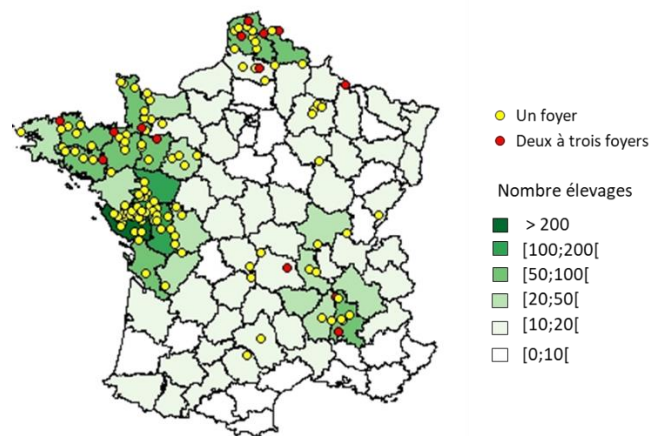 Un foyer
Deux à trois foyers
Nombre élevages
> 200
[100;200[
[50;100[
[20;50[
[10;20[
[0;10[